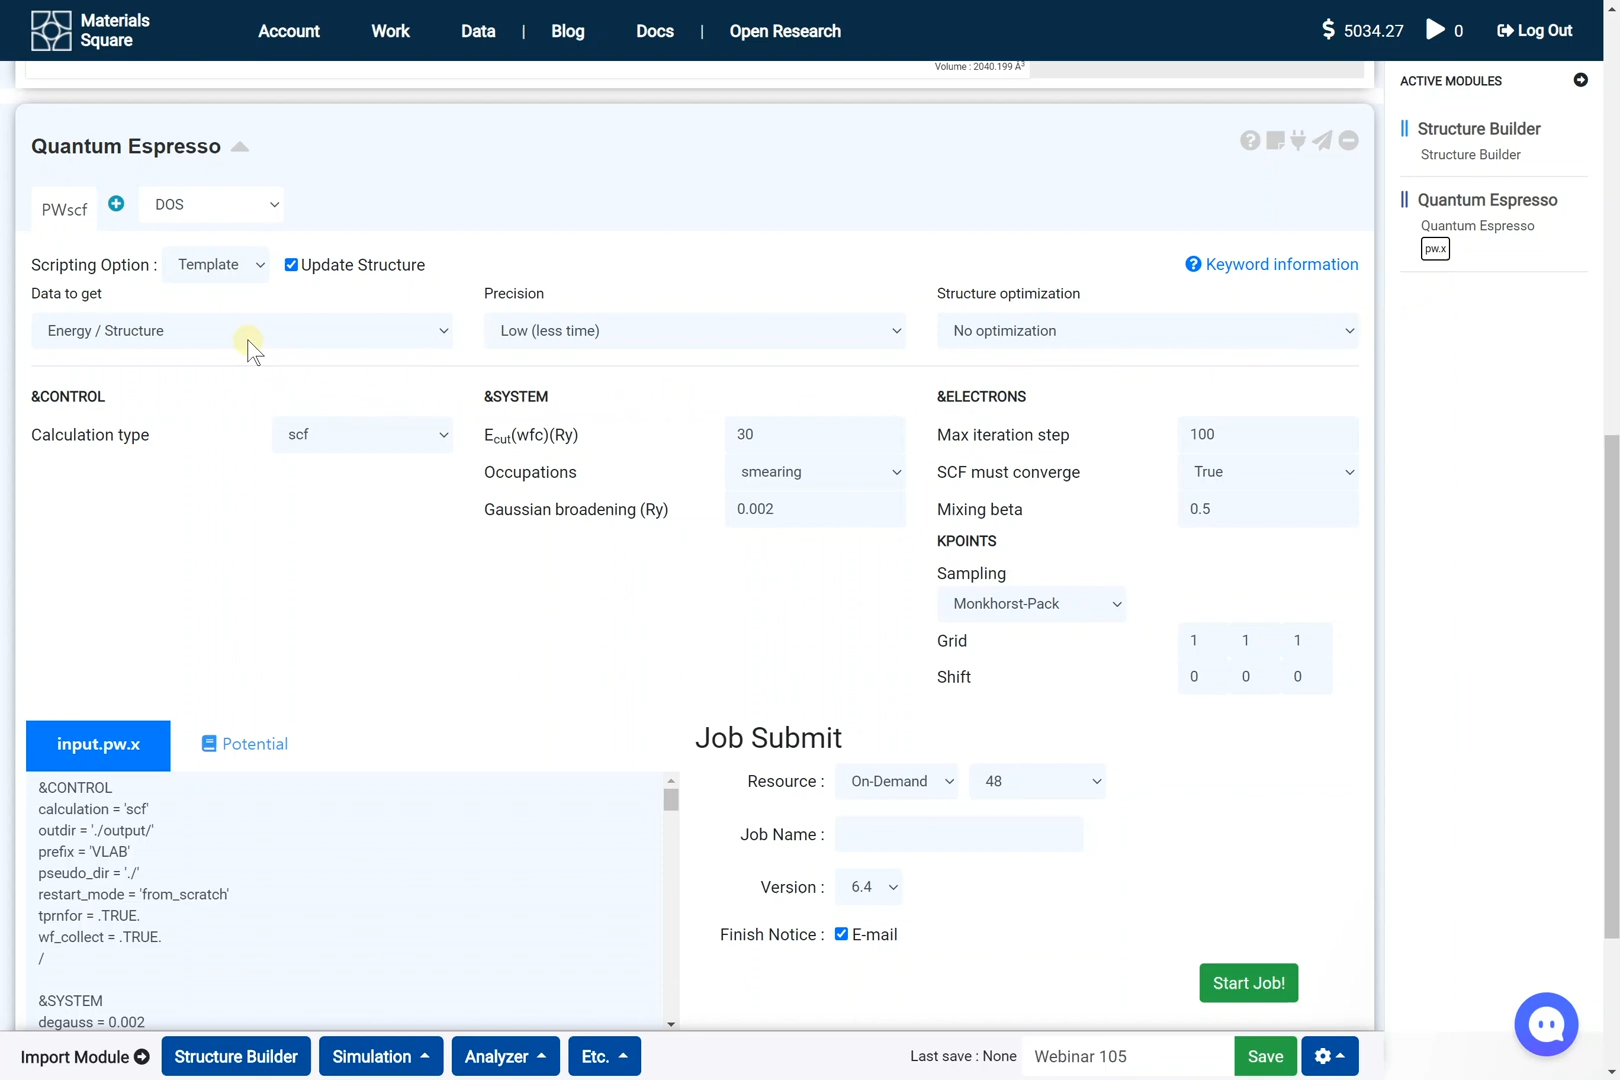 Materials
Square
Account
Work
Data
|
Blog
Docs
|
Open Research
$ 5034.27
0
Log Out
Volume : 2040.199 Å³
ACTIVE MODULES
Structure Builder
Structure Builder
Quantum Espresso
Quantum Espresso
pw.x
Quantum Espresso
PWscf
DOS
Scripting Option :
Template
Update Structure
Keyword information
Data to get
Precision
Structure optimization
Energy / Structure
Low (less time)
No optimization
&CONTROL
&SYSTEM
&ELECTRONS
Calculation type
scf
Ecut(wfc)(Ry)
30
Max iteration step
100
Occupations
smearing
SCF must converge
True
Gaussian broadening (Ry)
0.002
Mixing beta
0.5
KPOINTS
Sampling
Monkhorst-Pack
Grid
1 1 1
Shift
0 0 0
input.pw.x
Potential
&CONTROL
calculation = 'scf'
outdir = './output/'
prefix = 'VLAB'
pseudo_dir = './'
restart_mode = 'from_scratch'
tprnfor = .TRUE.
wf_collect = .TRUE.
/
&SYSTEM
degauss = 0.002
Job Submit
Resource :
On-Demand
48
Job Name :
Version :
6.4
Finish Notice :
E-mail
Start Job!
Import Module
Structure Builder
Simulation
Analyzer
Etc.
Last save : None
Webinar 105
Save